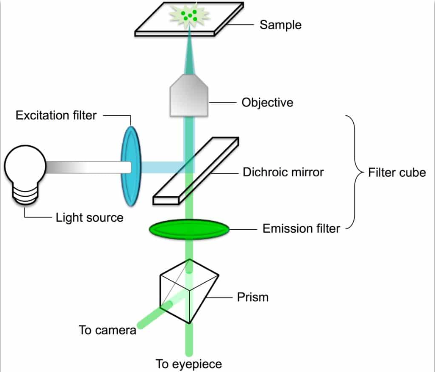 Sample
Objective
Excitation filter
Dichroic mirror
Filter cube
Light source
Emission filter
Prism
To camera
To eyepiece